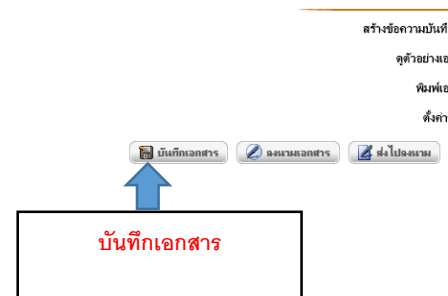 สร้างข้อความบันที
ดูตัวอย่างเอ
พิมพ์เอ
ตั้งค่า
บันทึกเอกสาร ลงนามเอกสาร ส่งไปลงนาม
บันทึกเอกสาร